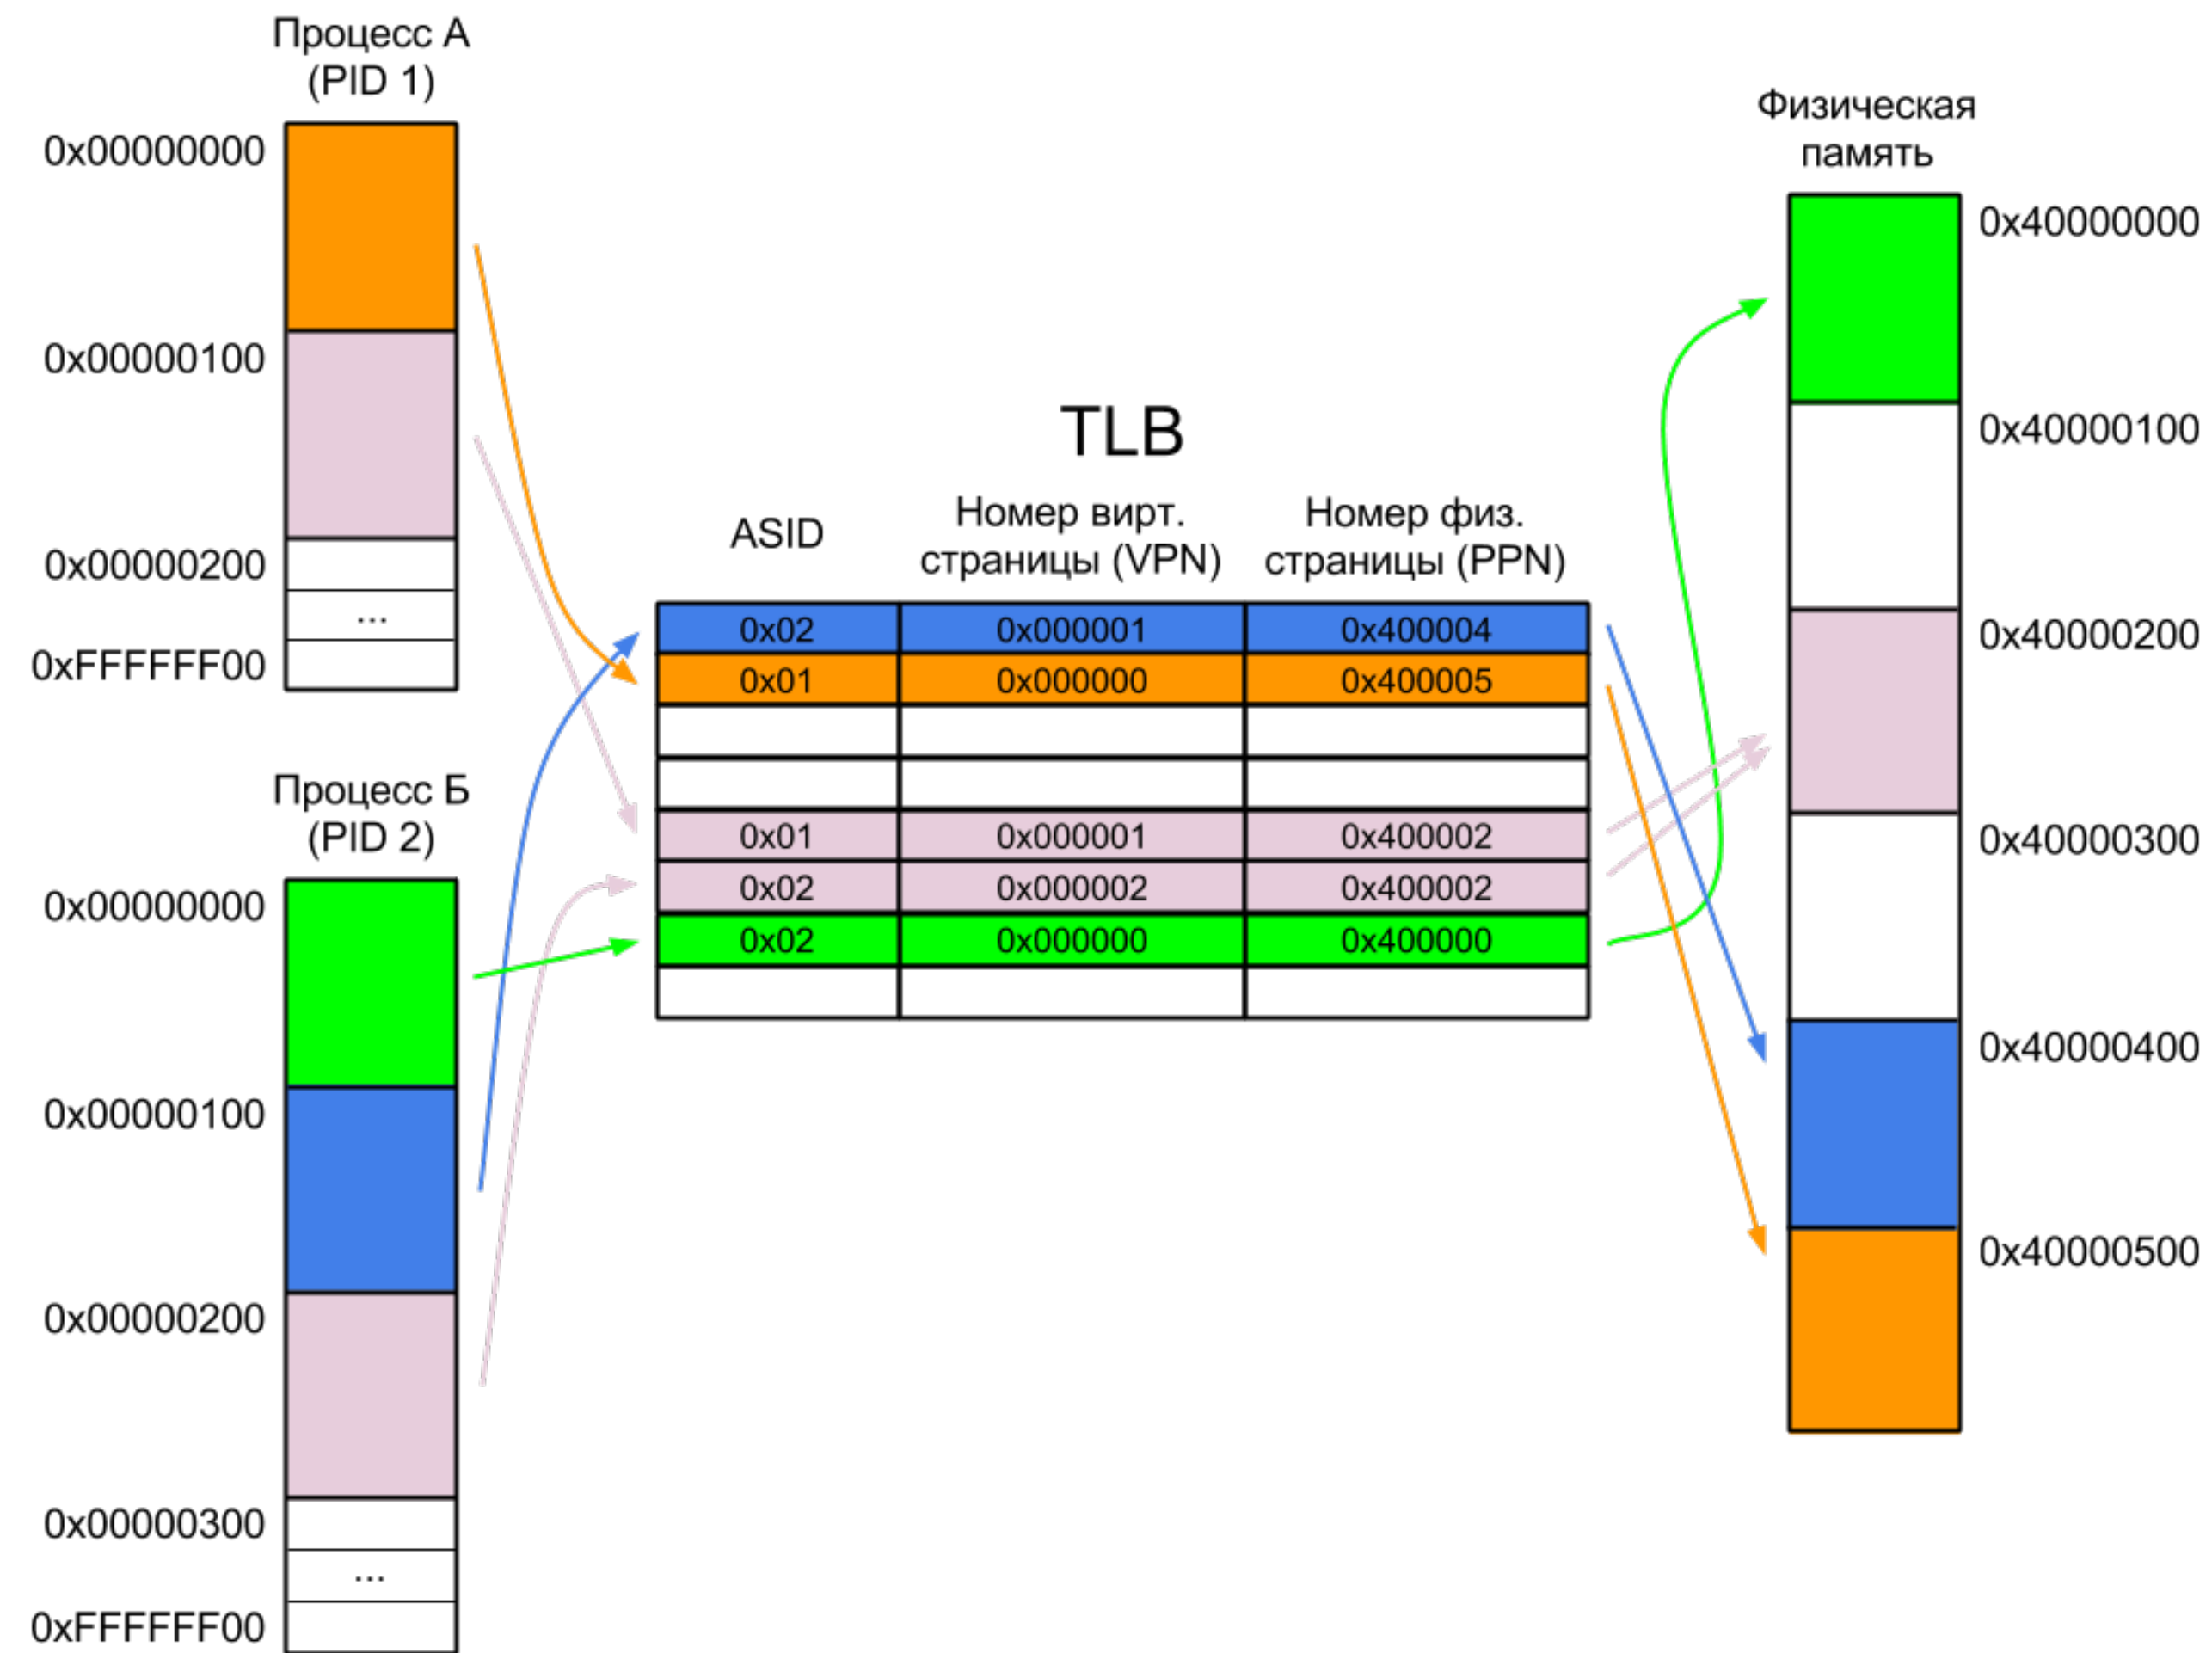 Процесс А
(PID 1)
0x00000000
0x00000100
0x00000200
...
0xFFFFFF00
Процесс Б
(PID 2)
0x00000000
0x00000100
0x00000200
0x00000300
...
0xFFFFFF00
TLB
ASID
Номер вирт.
страницы (VPN)
Номер физ.
страницы (PPN)
0x02 0x000001 0x400004
0x01 0x000000 0x400005
0x01 0x000001 0x400002
0x02 0x000002 0x400002
0x02 0x000000 0x400000
Физическая
память
0x40000000
0x40000100
0x40000200
0x40000300
0x40000400
0x40000500